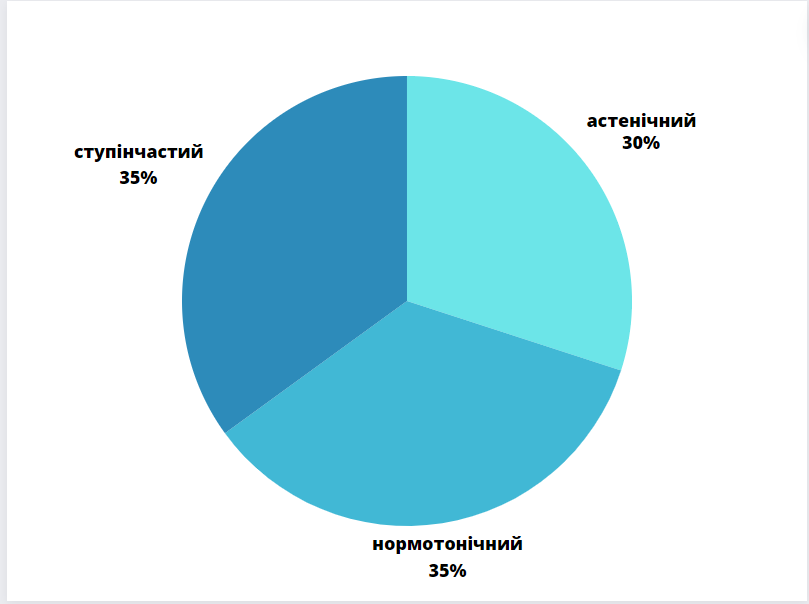 астенічний
30%
ступінчастий
35%
нормотонічний
35%